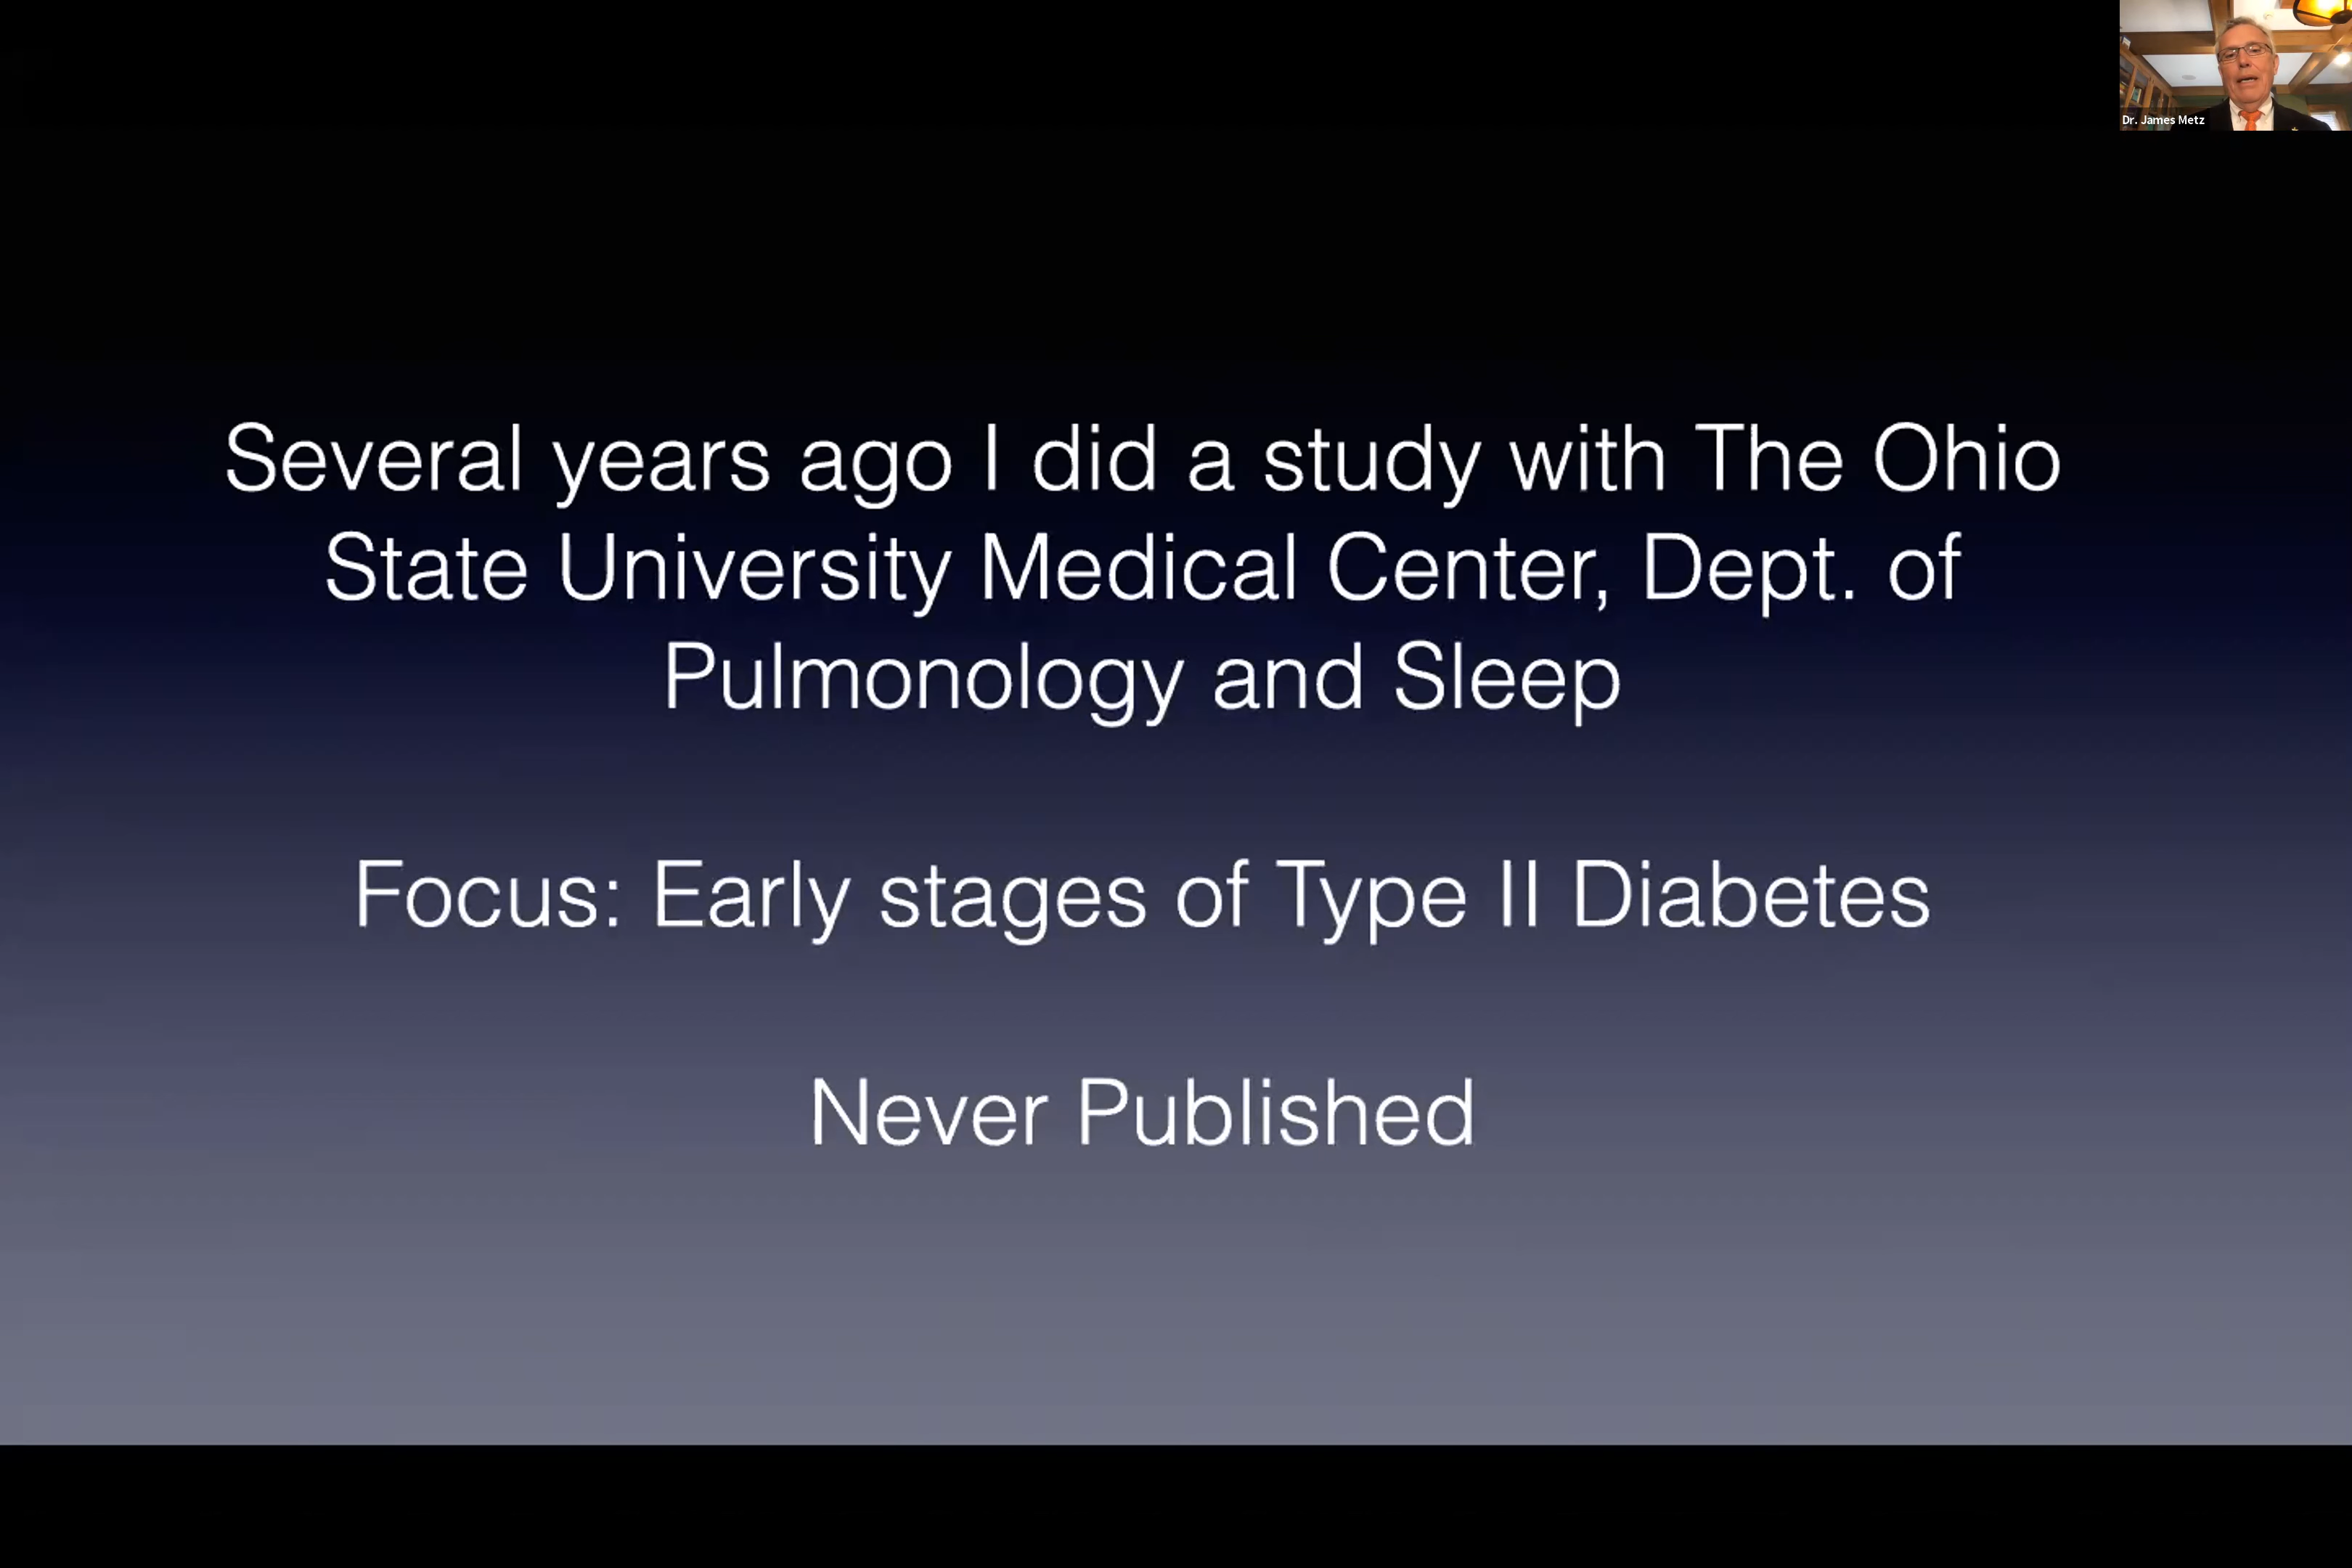 Dr. James Metz
Several years ago I did a study with The Ohio
State University Medical Center, Dept. of
Pulmonology and Sleep
Focus: Early stages of Type II Diabetes
Never Published